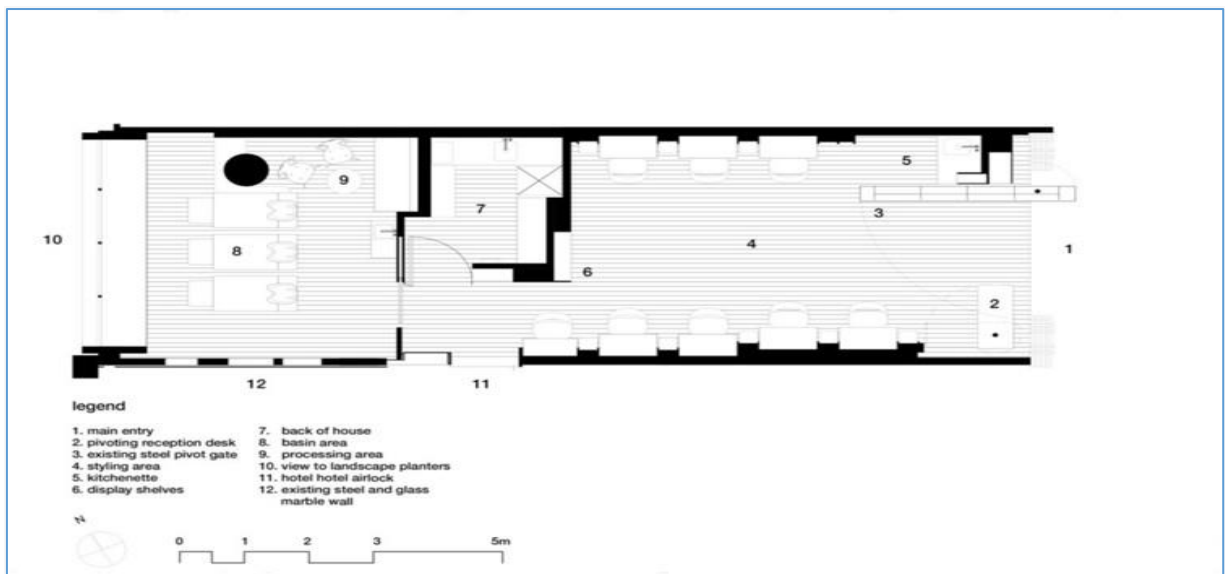 5
9
7
3
10
4
1
8
6
2
12
11
legend
1. main entry
2. pivoting reception desk
3. existing steel pivot gate
4. styling area
5. kitchenette
6. display shelves
7. back of house
8. basin area
9. processing area
10. view to landscape planters
11. hotel hotel airlock
12. existing steel and glass
marble wall
N
0 1 2 3 5m